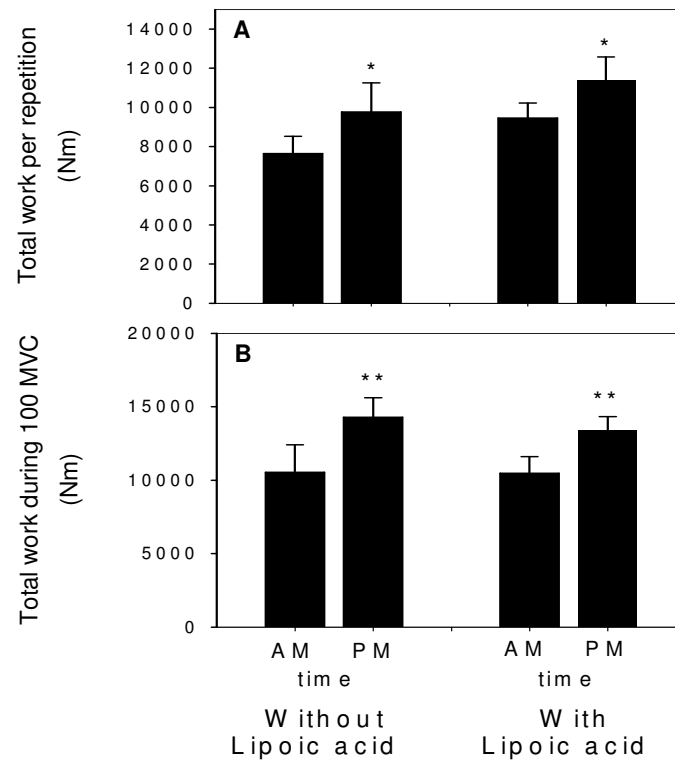 A
Total work per repetition
(Nm)
14000
12000
10000
8000
6000
4000
2000
0
*
*
B
Total work during 100 MVC
(Nm)
20000
15000
10000
5000
0
**
**
AM PM AM PM
time time
Without With
Lipoic acid Lipoic acid